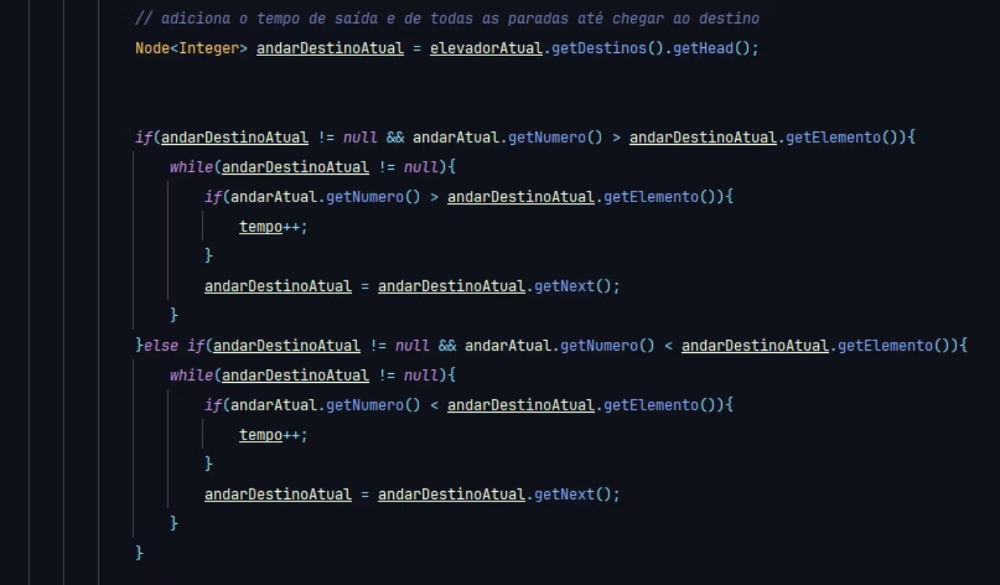 // adiciona o tempo de saída e de todas as paradas até chegar ao destino
Node<Integer> andarDestinoAtual = elevadorAtual.getDestinos().getHead();
if(andarDestinoAtual != null && andarAtual.getNumero() > andarDestinoAtual.getElemento()){
while(andarDestinoAtual != null){
if(andarAtual.getNumero() > andarDestinoAtual.getElemento()){
tempo++;
}
andarDestinoAtual = andarDestinoAtual.getNext();
}
}else if(andarDestinoAtual != null && andarAtual.getNumero() < andarDestinoAtual.getElemento()){
while(andarDestinoAtual != null){
if(andarAtual.getNumero() < andarDestinoAtual.getElemento()){
tempo++;
}
andarDestinoAtual = andarDestinoAtual.getNext();
}
}